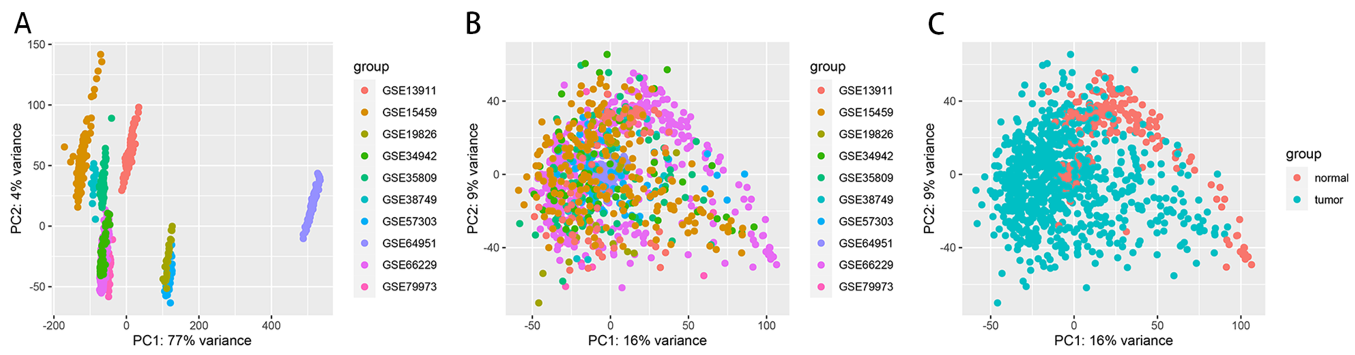 A
150
100
50
0
-50
-200
0
200
400
PC1: 77% variance
PC2: 4% variance
group
GSE13911
GSE15459
GSE19826
GSE34942
GSE35809
GSE38749
GSE57303
GSE64951
GSE66229
GSE79973
B
40
0
-40
-50
0
50
100
PC1: 16% variance
PC2: 9% variance
group
GSE13911
GSE15459
GSE19826
GSE34942
GSE35809
GSE38749
GSE57303
GSE64951
GSE66229
GSE79973
C
40
0
-40
-50
0
50
100
PC1: 16% variance
PC2: 9% variance
group
normal
tumor